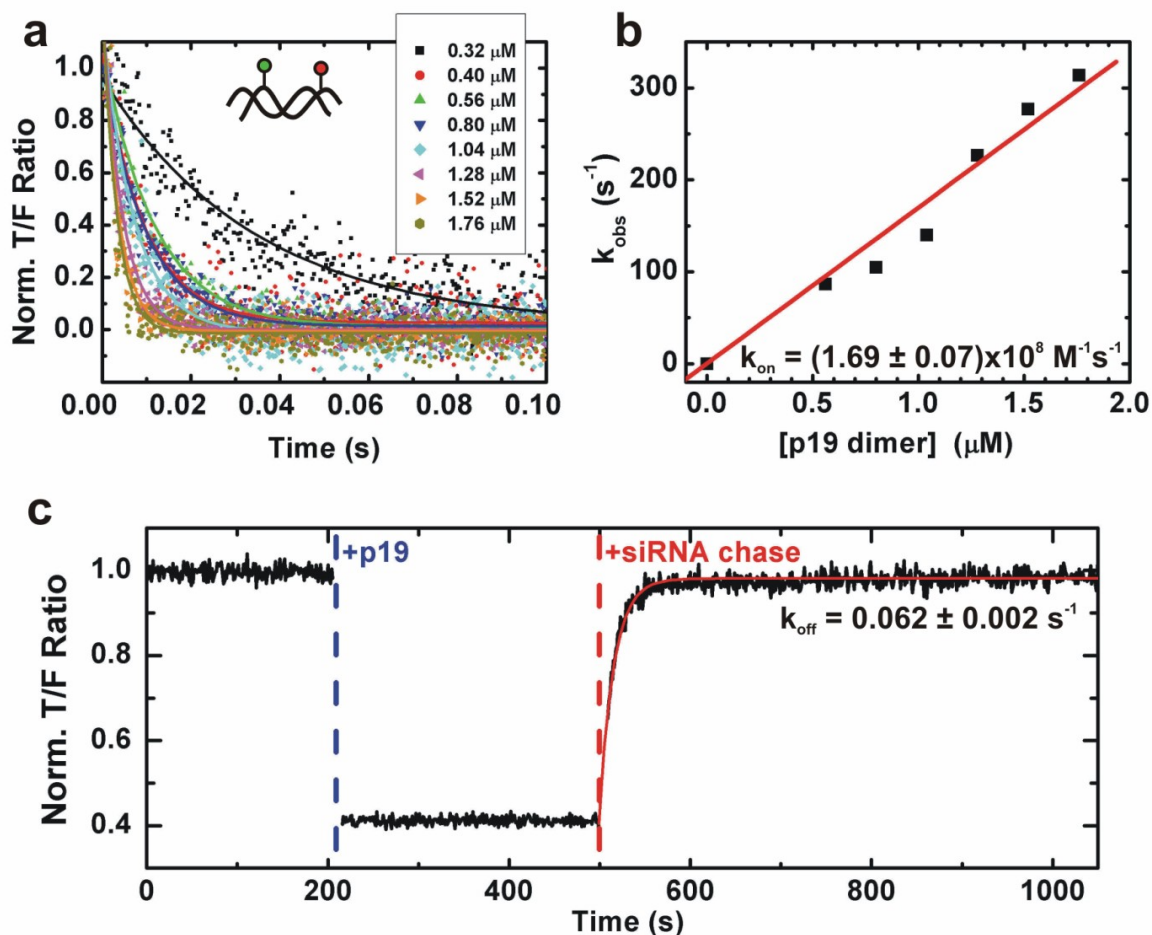 a
Norm. T/F Ratio
1.0
0.8
0.6
0.4
0.2
0.0
0.00 0.02 0.04 0.06 0.08 0.10
Time (s)
0.32 μM
0.40 μM
0.56 μM
0.80 μM
1.04 μM
1.28 μM
1.52 μM
1.76 μM
b
k_obs (s⁻¹)
300
200
100
0
k_on = (1.69 ± 0.07)x10⁸ M⁻¹s⁻¹
0.0 0.5 1.0 1.5 2.0
[p19 dimer] (μM)
c
Norm. T/F Ratio
1.0
0.8
0.6
0.4
+p19
+siRNA chase
k_off = 0.062 ± 0.002 s⁻¹
0 200 400 600 800 1000
Time (s)